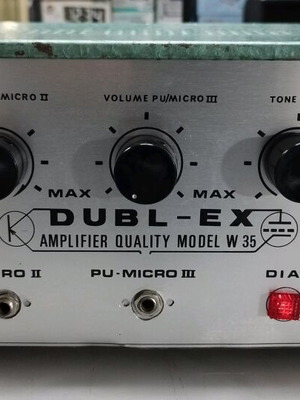 MICRO II VOLUME PU/MICRO III TONE
MAX MAX
DUBL-EX
AMPLIFIER QUALITY MODEL W 35
RO II PU-MICRO III DIA